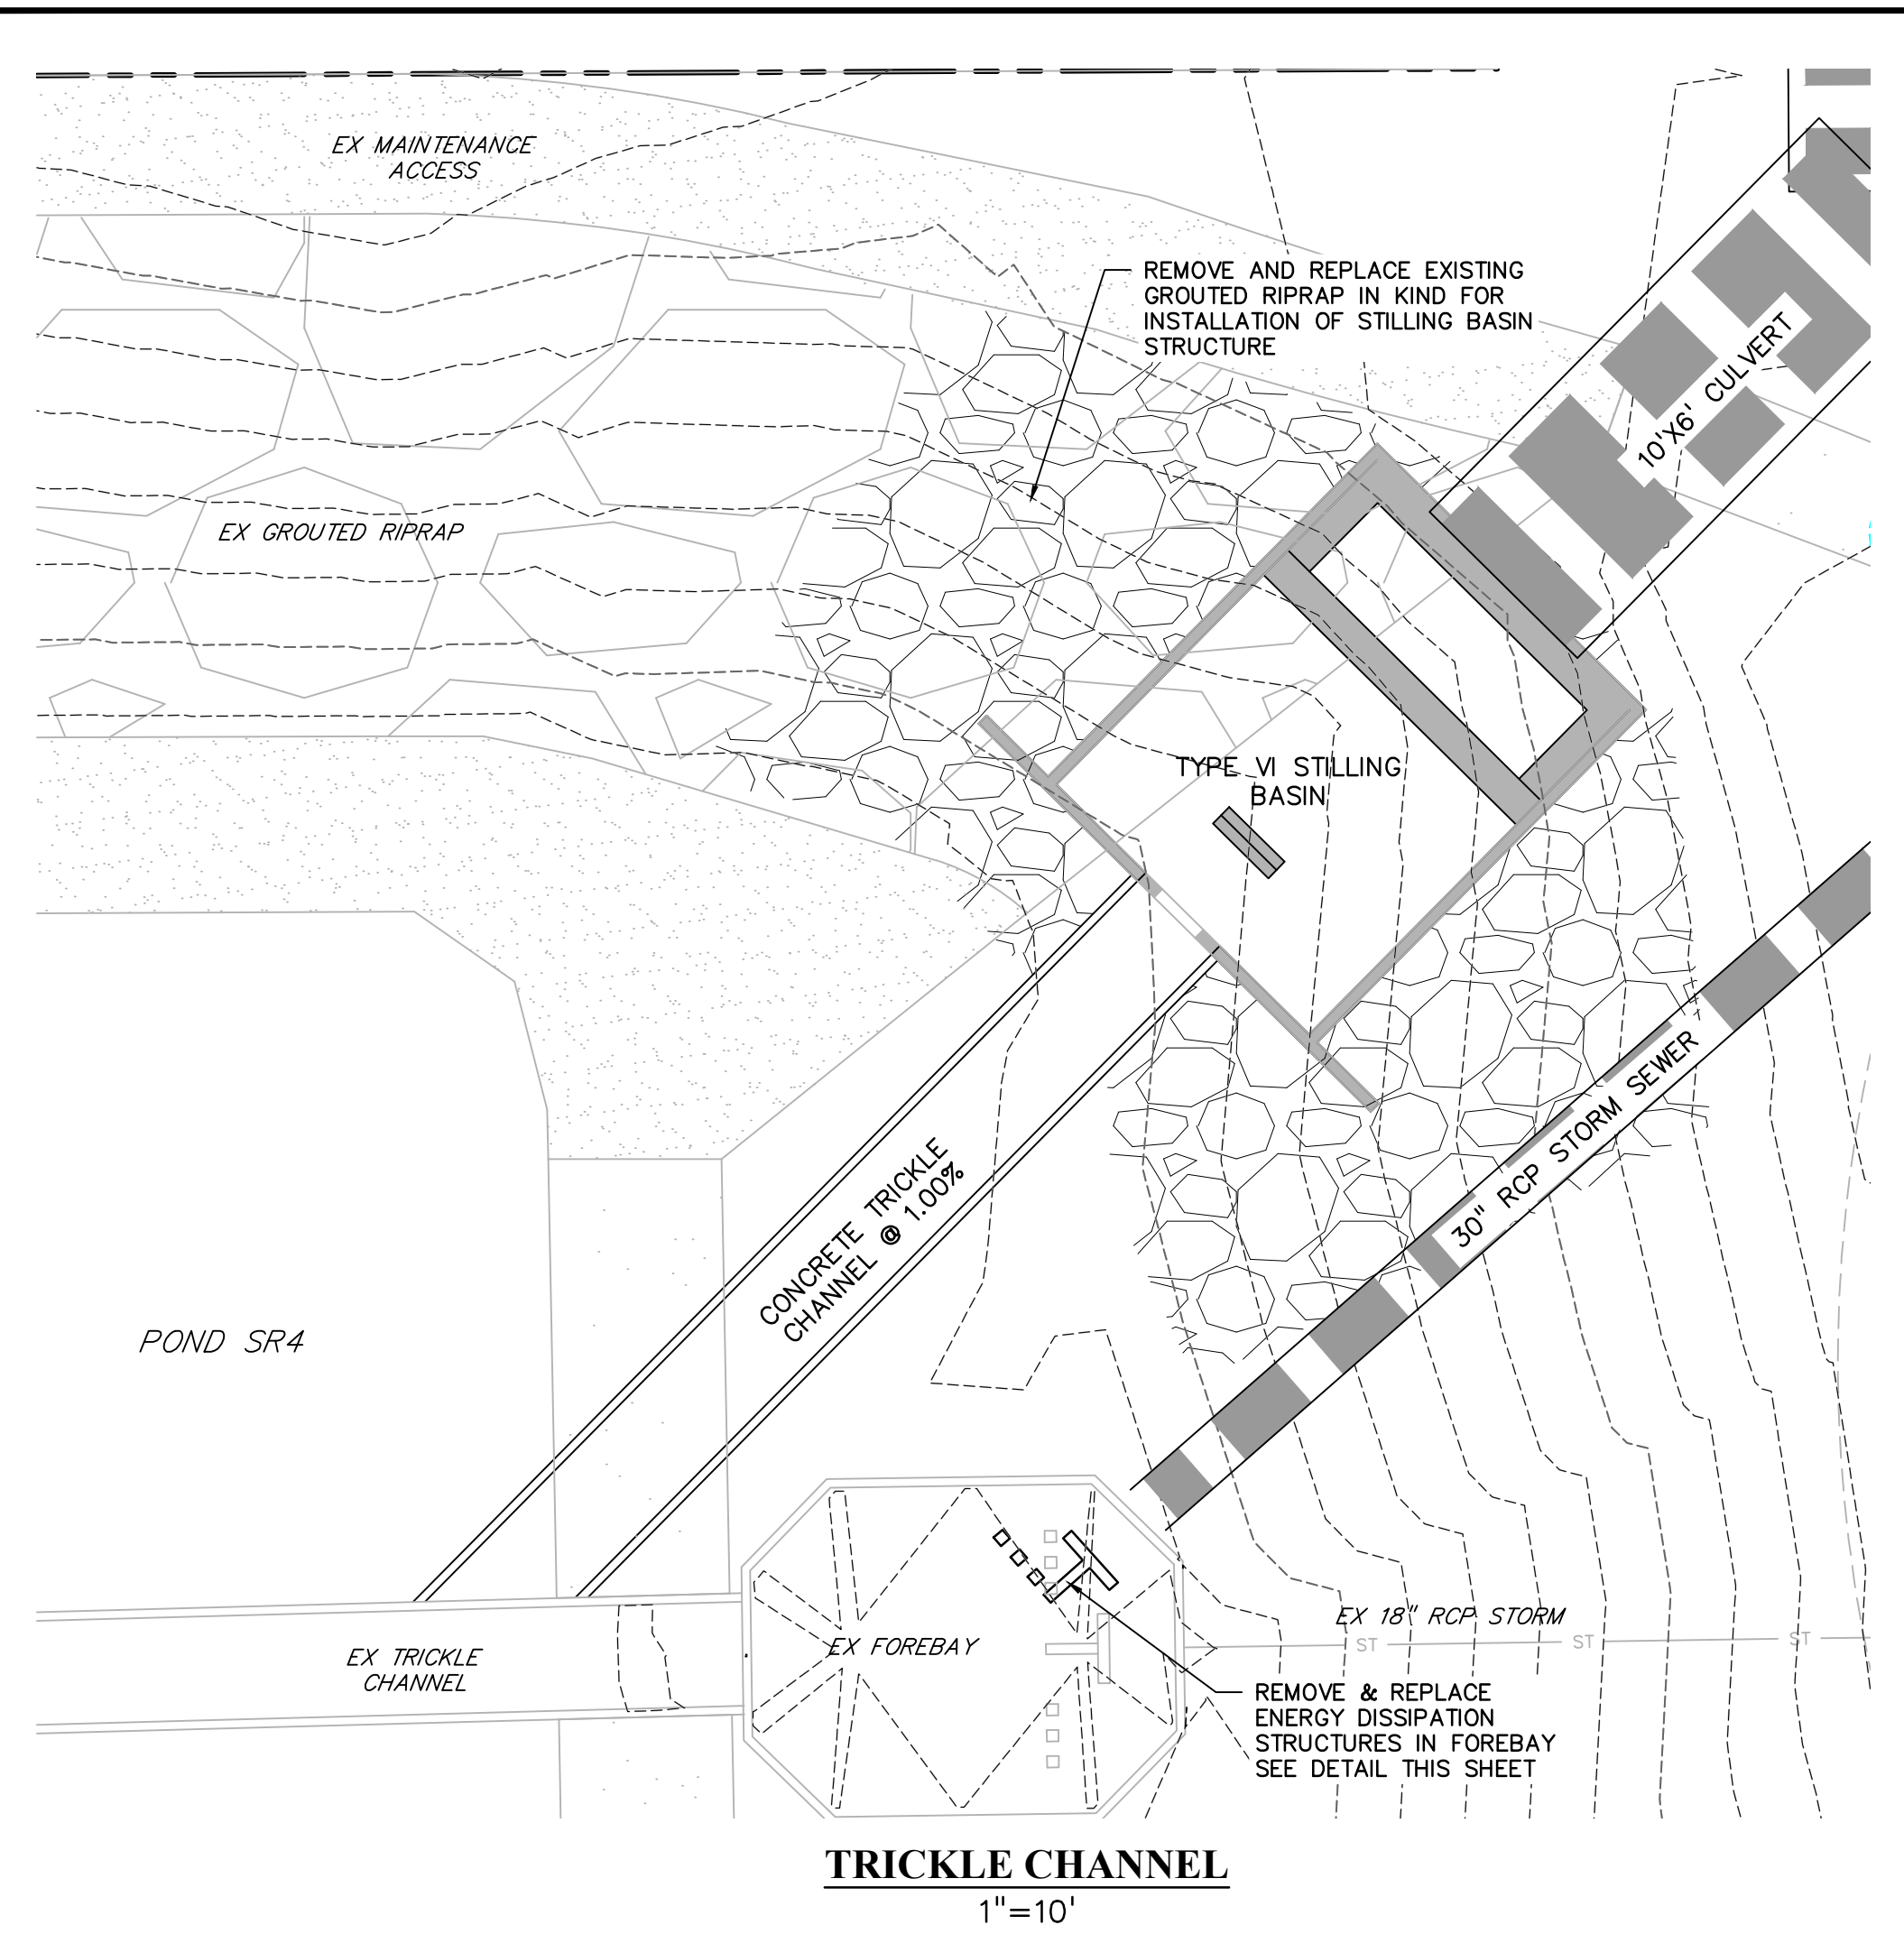 EX MAINTENANCE
ACCESS
REMOVE AND REPLACE EXISTING
GROUTED RIPRAP IN KIND FOR
INSTALLATION OF STILLING BASIN
STRUCTURE
10'X6' CULVERT
EX GROUTED RIPRAP
TYPE VI STILLING
BASIN
30" RCP STORM SEWER
CONCRETE TRICKLE
CHANNEL @ 1.00%
POND SR4
EX 18" RCP STORM
ST
ST
ST
EX FOREBAY
EX TRICKLE
CHANNEL
REMOVE & REPLACE
ENERGY DISSIPATION
STRUCTURES IN FOREBAY
SEE DETAIL THIS SHEET
TRICKLE CHANNEL
1"=10'